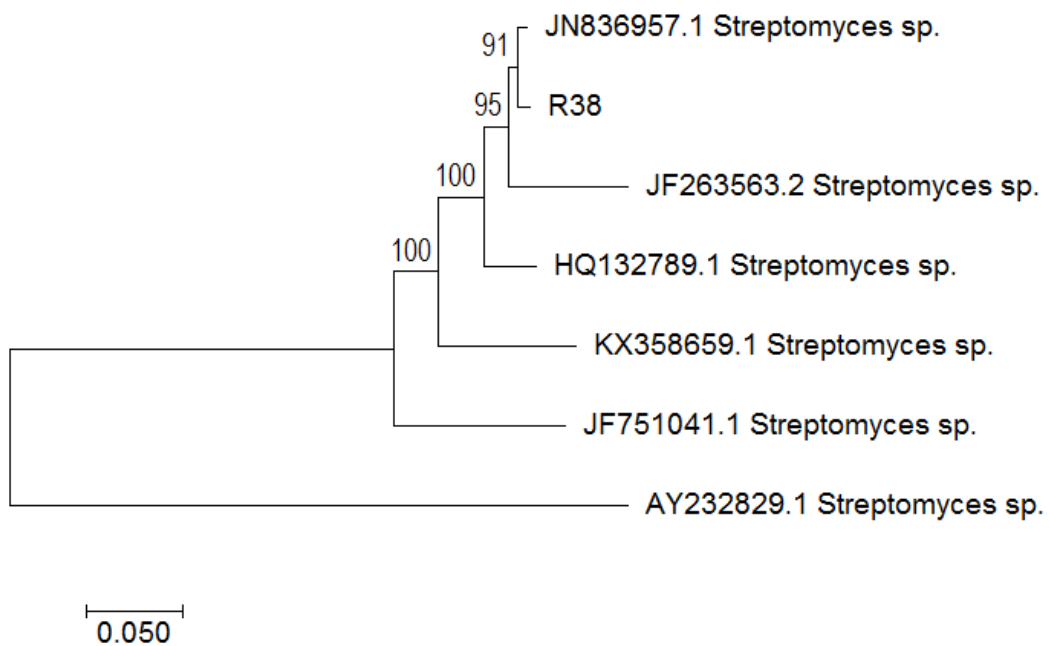 JN836957.1 Streptomyces sp.
91
R38
95
JF263563.2 Streptomyces sp.
100
HQ132789.1 Streptomyces sp.
100
KX358659.1 Streptomyces sp.
JF751041.1 Streptomyces sp.
AY232829.1 Streptomyces sp.
0.050